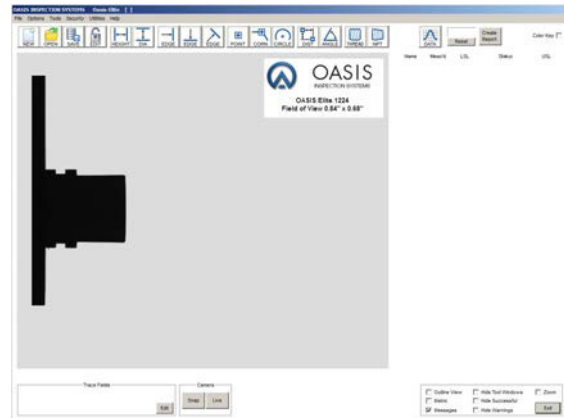 OASIS INSPECTION SYSTEMS Oasis Elite [ ]
File Options Tools Security Utilities Help
NEW OPEN SAVE EDIT HEIGHT DIA EDGE EDGE EDGE POINT CORN CIRCLE DIST ANGLE THREAD NPT DATA Reset Create Report Color Key
Name Meas'd LSL Status USL
OASIS
INSPECTION SYSTEMS
OASIS Elite 1224
Field of View 0.84" x 0.68"
Trace Fields
Edit
Camera
Snap Live
Outline View Hide Tool Windows Zoom
Metric Hide Successful
Messages Hide Warnings Exit